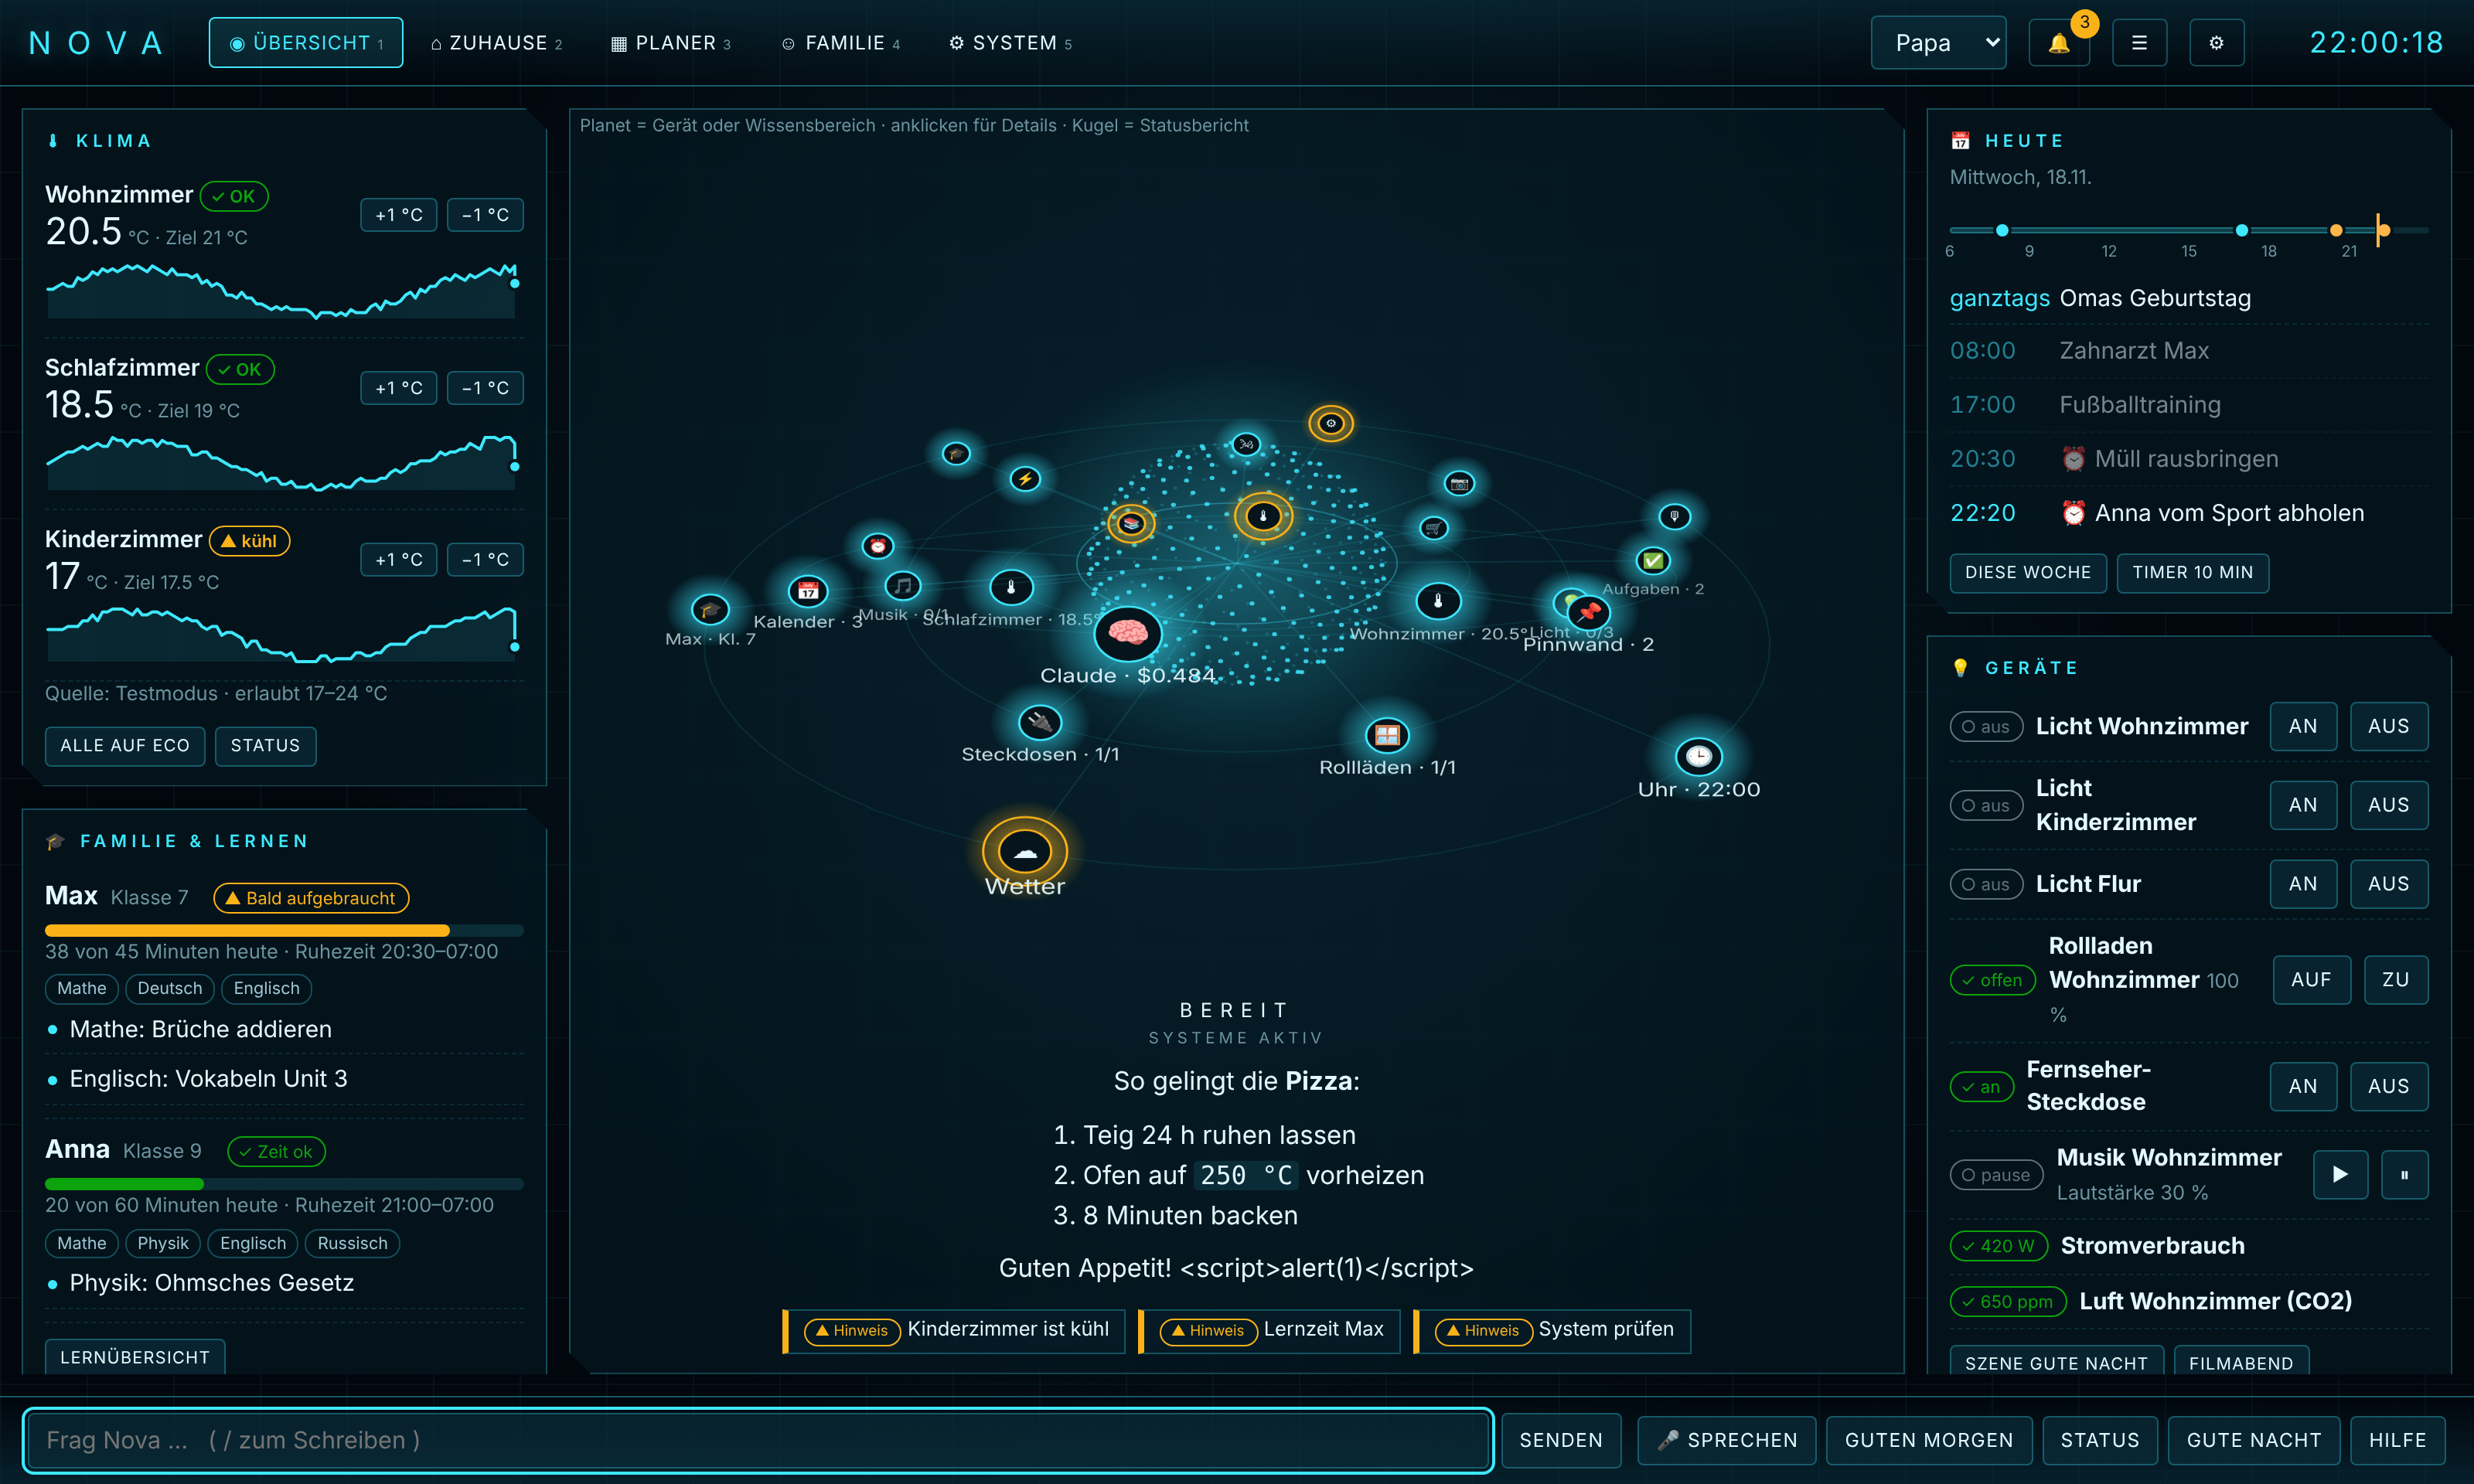 NOVA
ÜBERSICHT 1
ZUHAUSE 2
PLANER 3
FAMILIE 4
SYSTEM 5
Papa
3
22:00:18
KLIMA
Wohnzimmer ✓ OK
20.5 °C · Ziel 21 °C
+1 °C
−1 °C
Schlafzimmer ✓ OK
18.5 °C · Ziel 19 °C
+1 °C
−1 °C
Kinderzimmer ▲ kühl
17 °C · Ziel 17.5 °C
+1 °C
−1 °C
Quelle: Testmodus · erlaubt 17–24 °C
ALLE AUF ECO
STATUS
FAMILIE & LERNEN
Max Klasse 7 ▲ Bald aufgebraucht
38 von 45 Minuten heute · Ruhezeit 20:30–07:00
Mathe
Deutsch
Englisch
Mathe: Brüche addieren
Englisch: Vokabeln Unit 3
Anna Klasse 9 ✓ Zeit ok
20 von 60 Minuten heute · Ruhezeit 21:00–07:00
Mathe
Physik
Englisch
Russisch
Physik: Ohmsches Gesetz
LERNÜBERSICHT
Planet = Gerät oder Wissensbereich · anklicken für Details · Kugel = Statusbericht
Aufgaben · 2
Max · Kl. 7
Kalender · 3
Musik · 0/1
Schlafzimmer · 18.5°
Wohnzimmer · 20.5°
Licht · 0/3
Pinnwand · 2
Claude · $0.484
Steckdosen · 1/1
Rollläden · 1/1
Uhr · 22:00
Wetter
BEREIT
SYSTEME AKTIV
So gelingt die Pizza:
1. Teig 24 h ruhen lassen
2. Ofen auf 250 °C vorheizen
3. 8 Minuten backen
Guten Appetit! <script>alert(1)</script>
▲ Hinweis Kinderzimmer ist kühl
▲ Hinweis Lernzeit Max
▲ Hinweis System prüfen
HEUTE
Mittwoch, 18.11.
6 9 12 15 18 21
ganztags Omas Geburtstag
08:00 Zahnarzt Max
17:00 Fußballtraining
20:30 ⏰ Müll rausbringen
22:20 ⏰ Anna vom Sport abholen
DIESE WOCHE
TIMER 10 MIN
GERÄTE
aus Licht Wohnzimmer AN AUS
aus Licht
Kinderzimmer AN AUS
aus Licht Flur AN AUS
✓ offen Rollladen
Wohnzimmer 100
% AUF ZU
✓ an Fernseher-
Steckdose AN AUS
pause Musik Wohnzimmer
Lautstärke 30 %
✓ 420 W Stromverbrauch
✓ 650 ppm Luft Wohnzimmer (CO2)
SZENE GUTE NACHT
FILMABEND
Frag Nova ... ( / zum Schreiben )
SENDEN
SPRECHEN
GUTEN MORGEN
STATUS
GUTE NACHT
HILFE